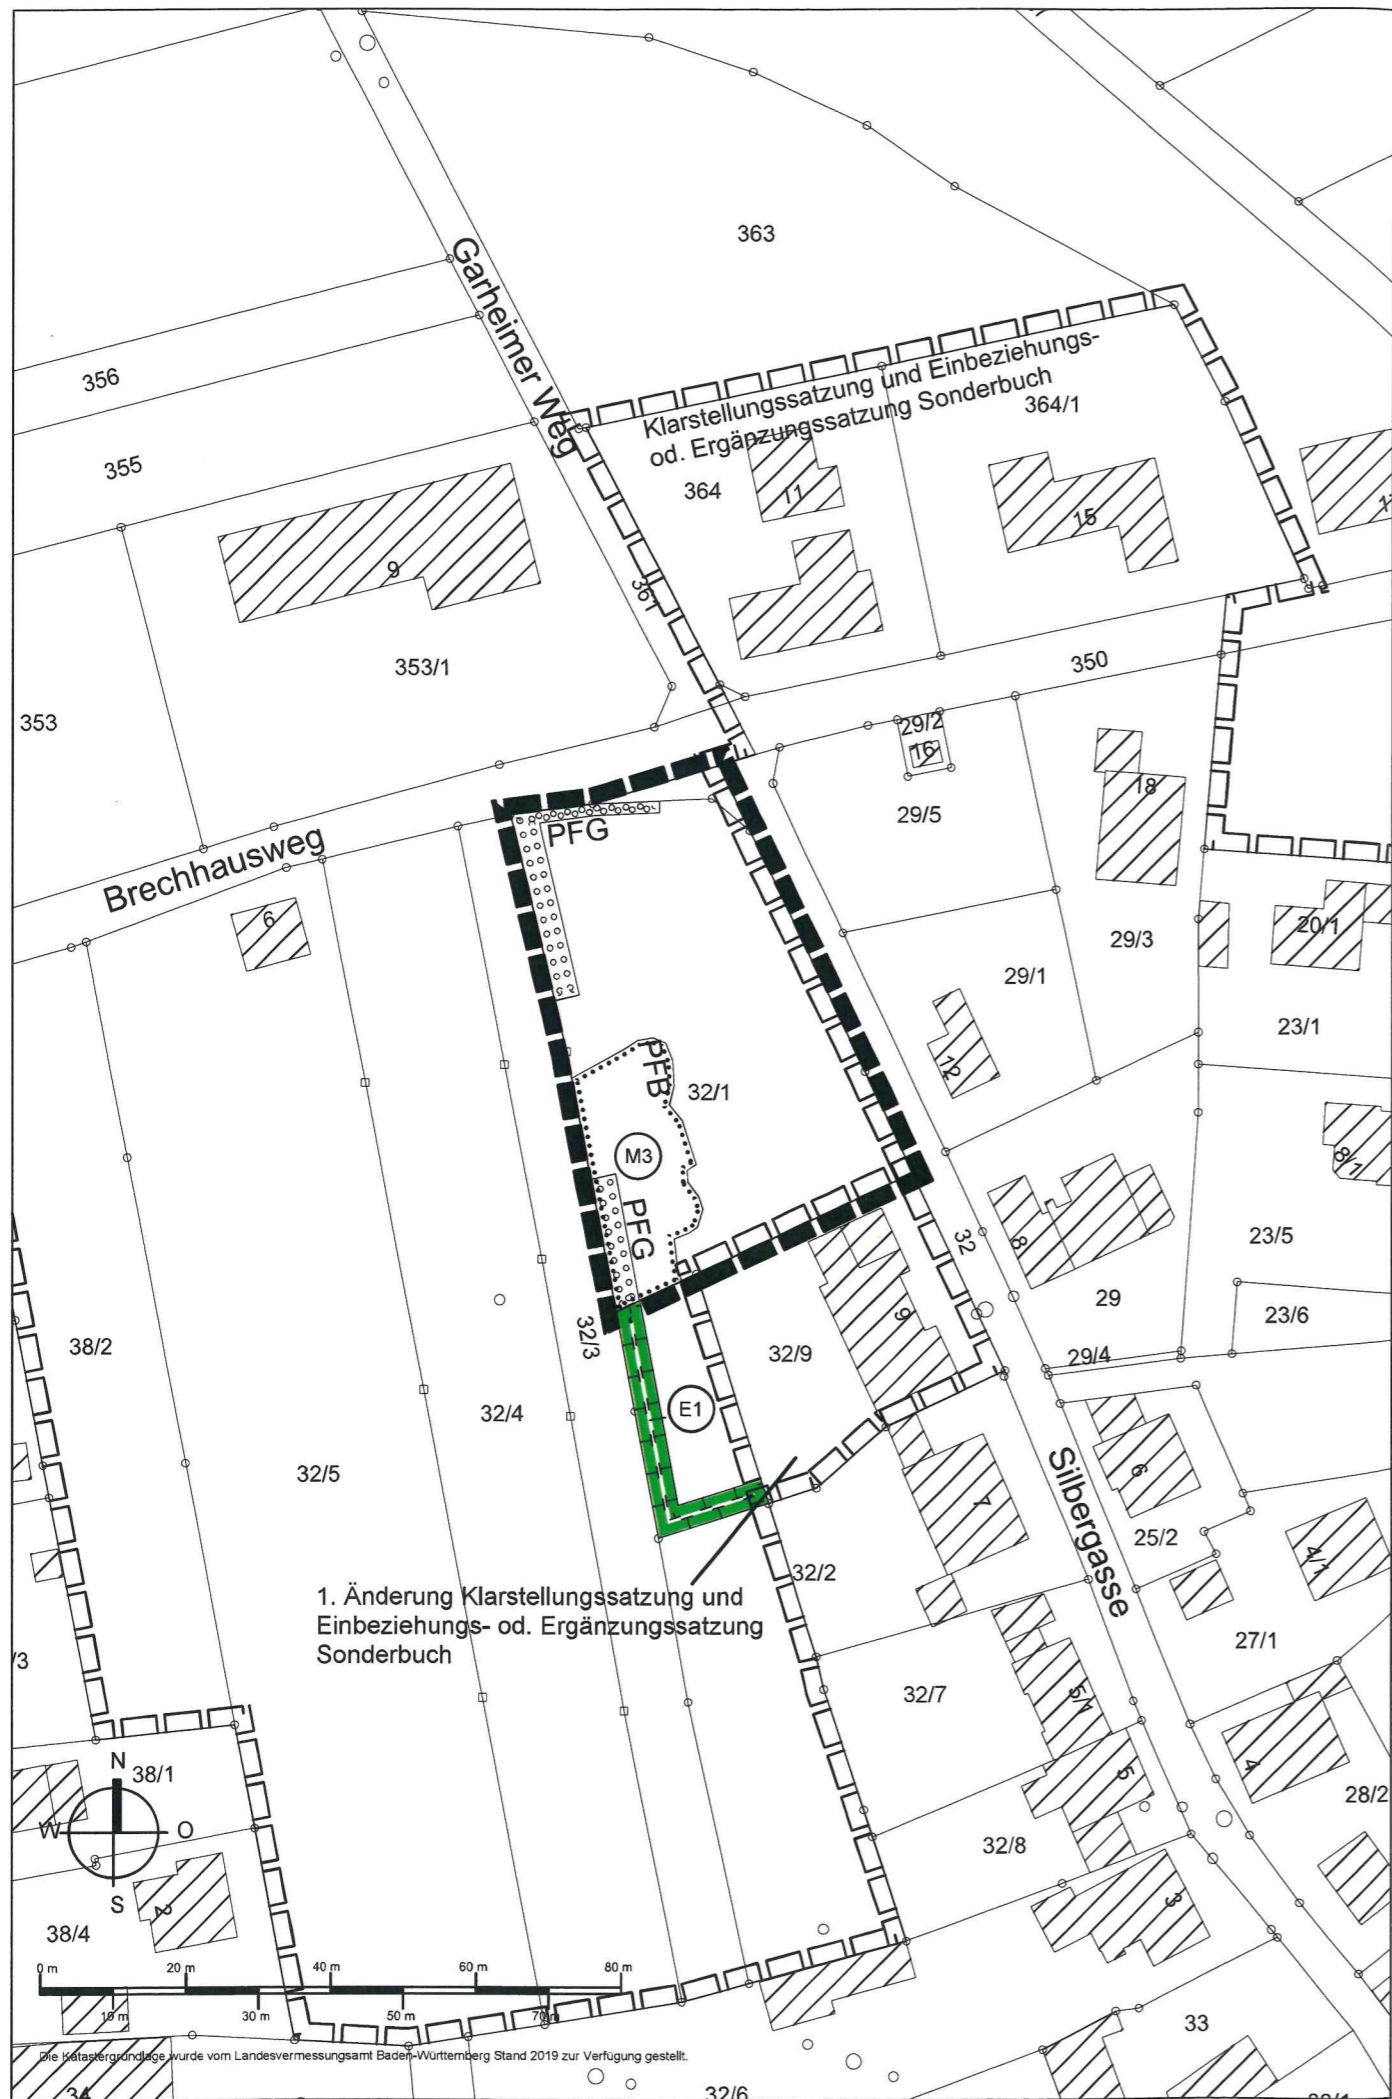 363
Garheimer Weg
356
Klarstellungssatzung und Einbeziehungs-
od. Ergänzungssatzung Sonderbuch
364/1
355
364
11
15
9
361
353/1
350
353
29/2
16
18
29/5
PFG
Brechhausweg
6
20/1
29/3
29/1
23/1
12
PFB
32/1
M3
8/1
PFG
32
8
23/5
29
23/6
9
32/3
38/2
32/9
29/4
E1
32/4
32/5
Silbergasse
6
7
25/2
4/1
32/2
1. Änderung Klarstellungssatzung und
Einbeziehungs- od. Ergänzungssatzung
Sonderbuch
27/1
/3
32/7
5/1
N
38/1
5
4
28/2
W
O
32/8
S
2
3
38/4
0 m
20 m
40 m
60 m
80 m
10 m
30 m
50 m
70 m
33
Die Katastergrundlage wurde vom Landesvermessungsamt Baden-Württemberg Stand 2019 zur Verfügung gestellt.
34
32/6